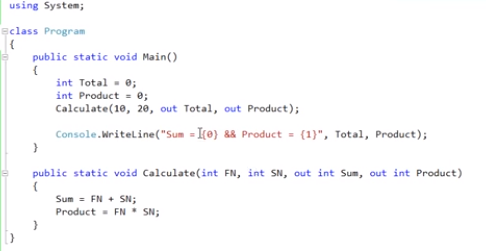 using System;
class Program
{
public static void Main()
{
int Total = 0;
int Product = 0;
Calculate(10, 20, out Total, out Product);
Console.WriteLine("Sum = {0} && Product = {1}", Total, Product);
}
public static void Calculate(int FN, int SN, out int Sum, out int Product)
{
Sum = FN + SN;
Product = FN * SN;
}
}